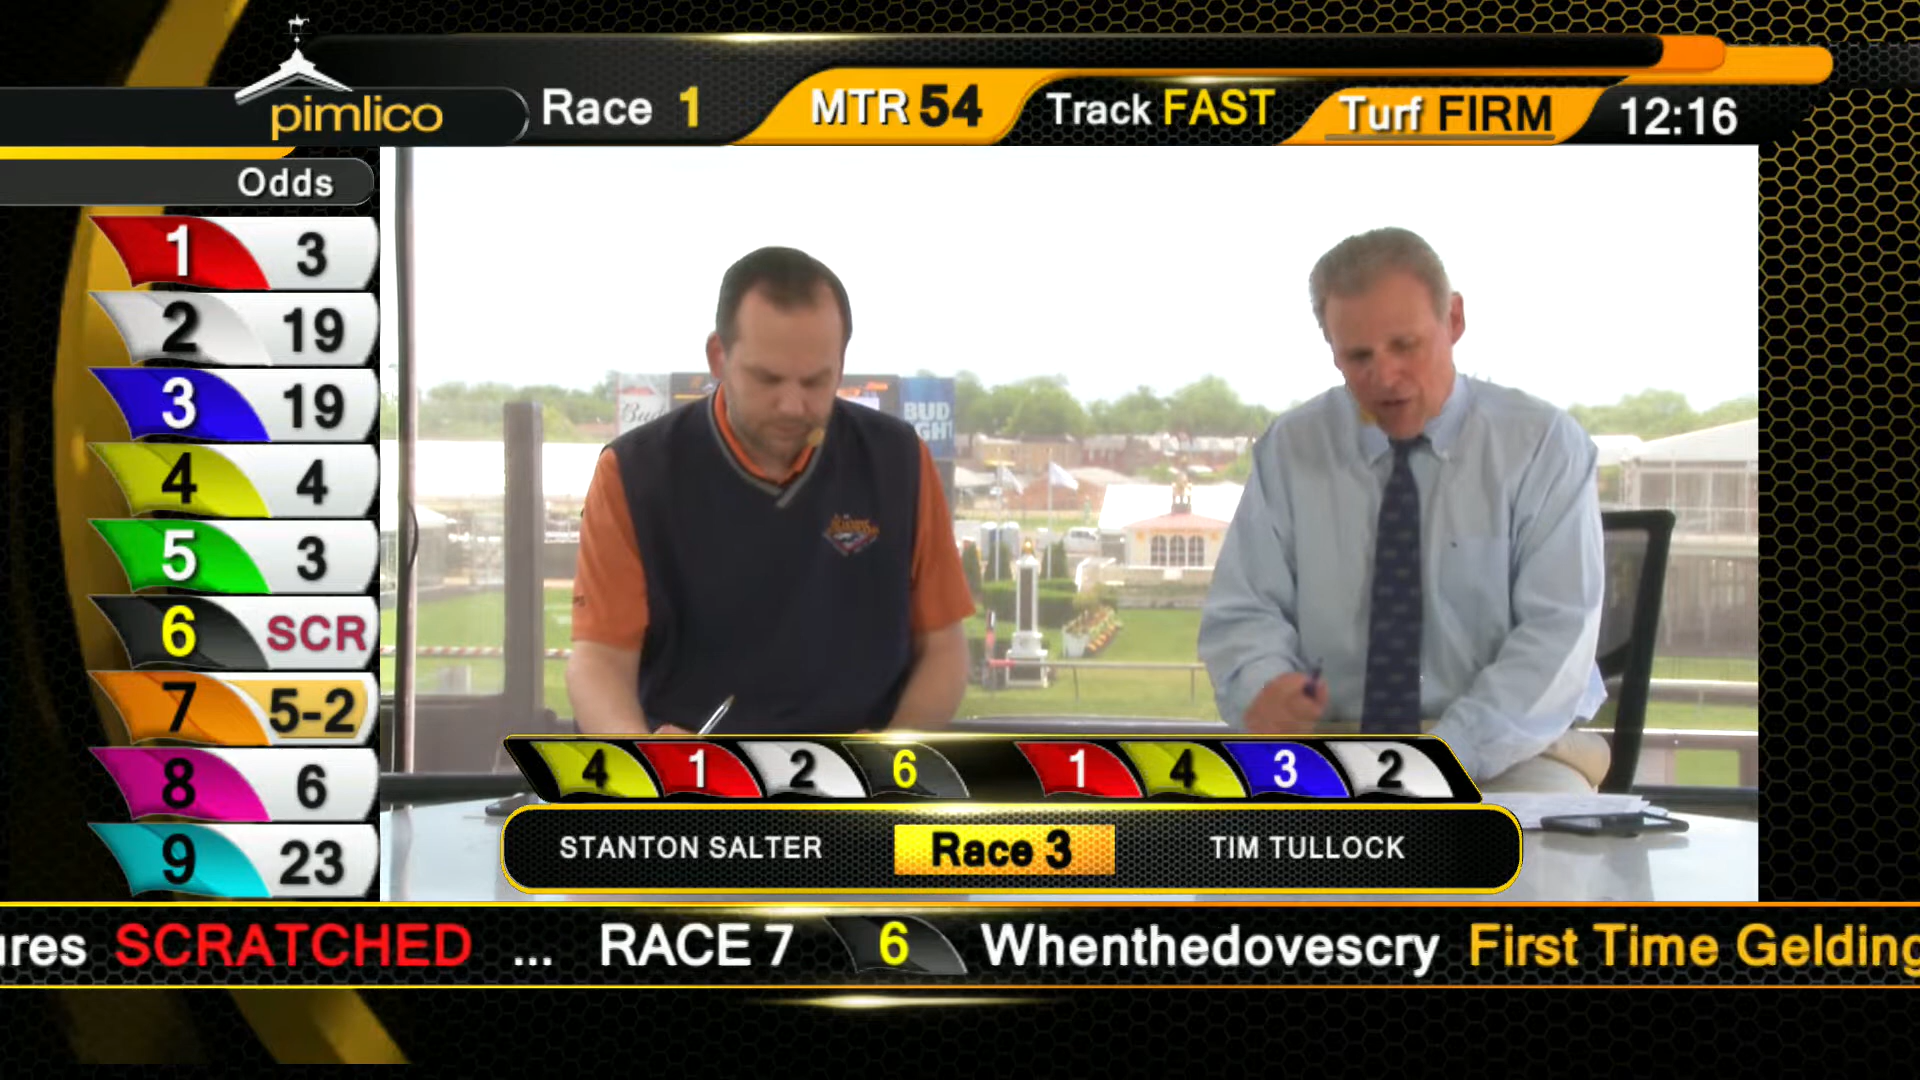 pimlico
Race 1 MTR 54 Track FAST Turf FIRM 12:16
Odds
1 3
2 19
3 19
4 4
5 3
6 SCR
7 5-2
8 6
9 23
BUD
4 1 2 6 1 4 3 2
STANTON SALTER Race 3 TIM TULLOCK
ures SCRATCHED ... RACE 7 6 Whenthedovescry First Time Gelding